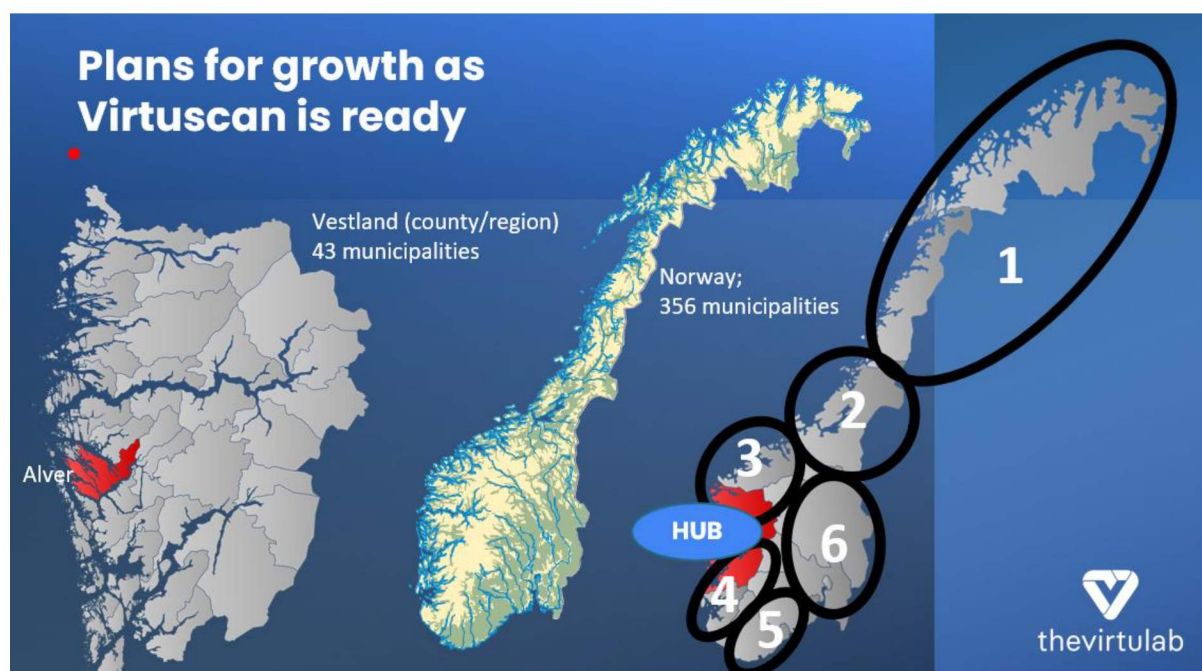 Plans for growth as
Virtuscan is ready
Vestland (county/region)
43 municipalities
Alver
Norway;
356 municipalities
1
2
3
HUB
6
4
5
thevirtulab